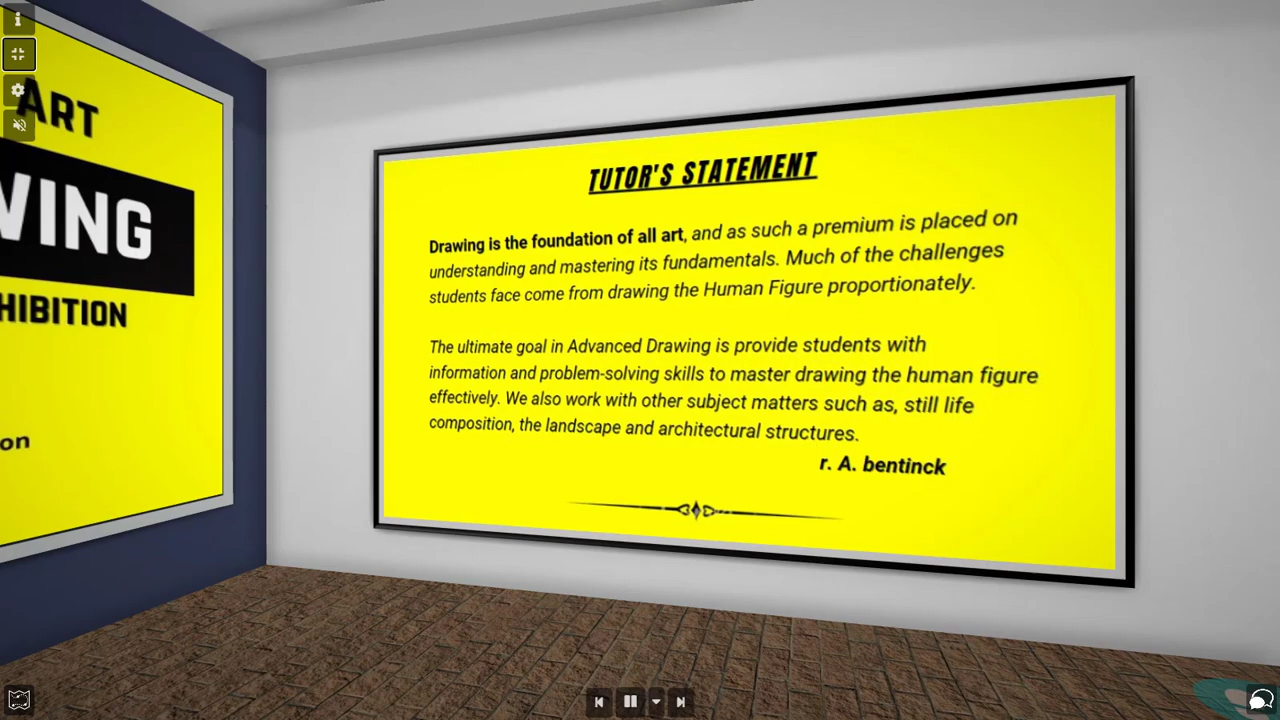 ART
WING
HIBITION
on
TUTOR'S STATEMENT
Drawing is the foundation of all art, and as such a premium is placed on
understanding and mastering its fundamentals. Much of the challenges
students face come from drawing the Human Figure proportionately.
The ultimate goal in Advanced Drawing is provide students with
information and problem-solving skills to master drawing the human figure
effectively. We also work with other subject matters such as, still life
composition, the landscape and architectural structures.
r. A. bentinck